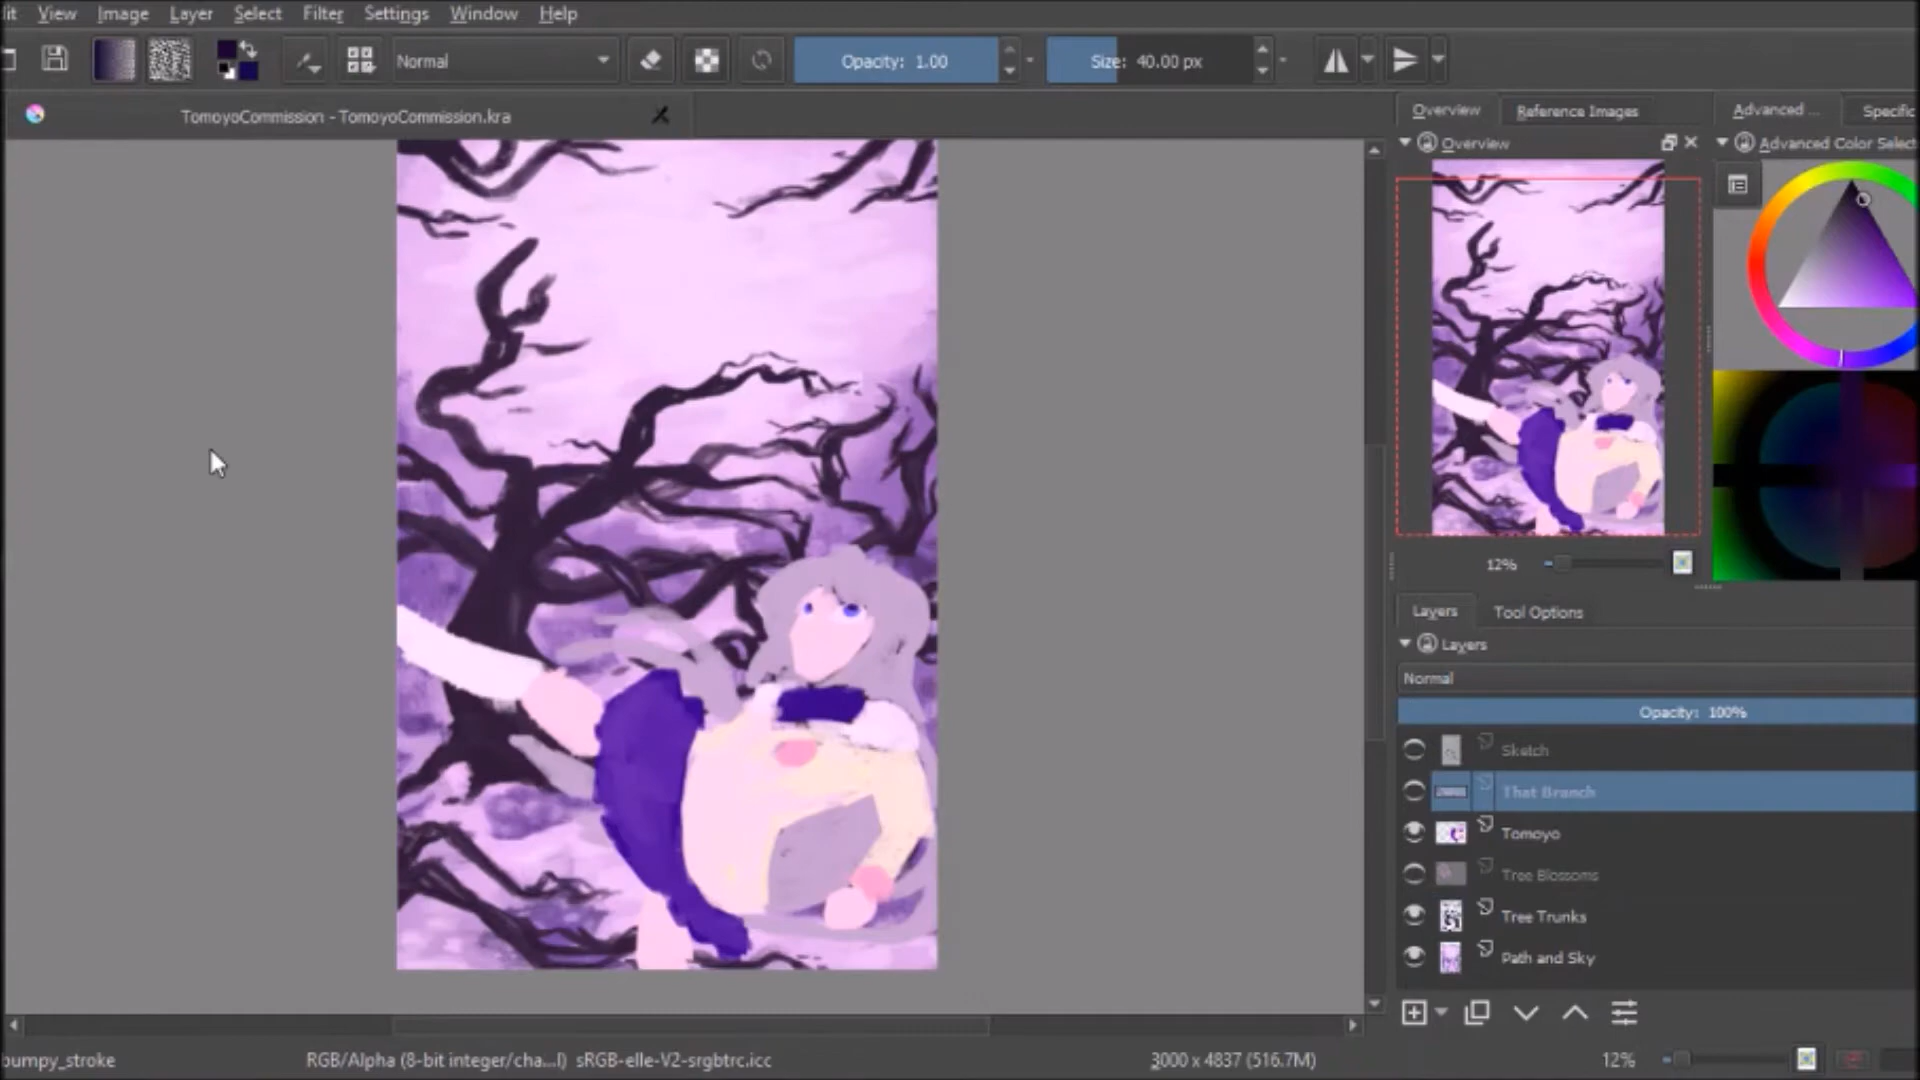 it View Image Layer Select Filter Settings Window Help
Normal Opacity: 1.00 Size: 40.00 px
TomoyoCommission - TomoyoCommission.kra
Overview Reference Images Advanced ... Specific
Overview Advanced Color Select
12%
Layers Tool Options
Layers
Normal
Opacity: 100%
Sketch
That Branch
Tomoyo
Tree Blossoms
Tree Trunks
Path and Sky
bumpy_stroke RGB/Alpha (8-bit integer/cha...l) sRGB-elle-V2-srgbtrc.icc 3000 x 4837 (516.7M) 12%